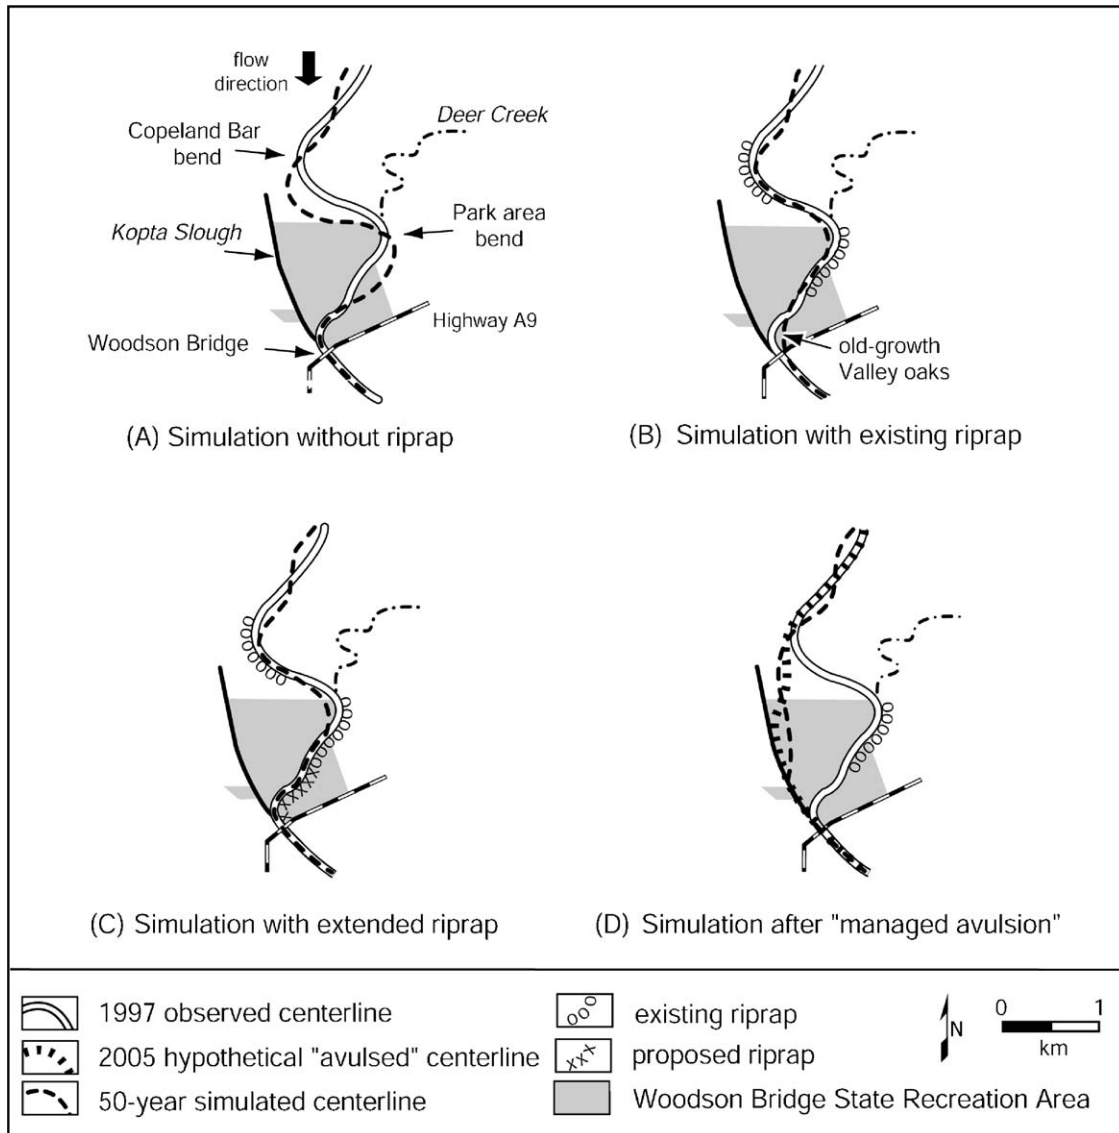 flow
direction
Deer Creek
Copeland Bar
bend
Park area
bend
Kopta Slough
Highway A9
Woodson Bridge
(A) Simulation without riprap
old-growth
Valley oaks
(B) Simulation with existing riprap
(C) Simulation with extended riprap
(D) Simulation after "managed avulsion"
1997 observed centerline
2005 hypothetical "avulsed" centerline
50-year simulated centerline
existing riprap
xxx proposed riprap
Woodson Bridge State Recreation Area
N
0 1
km